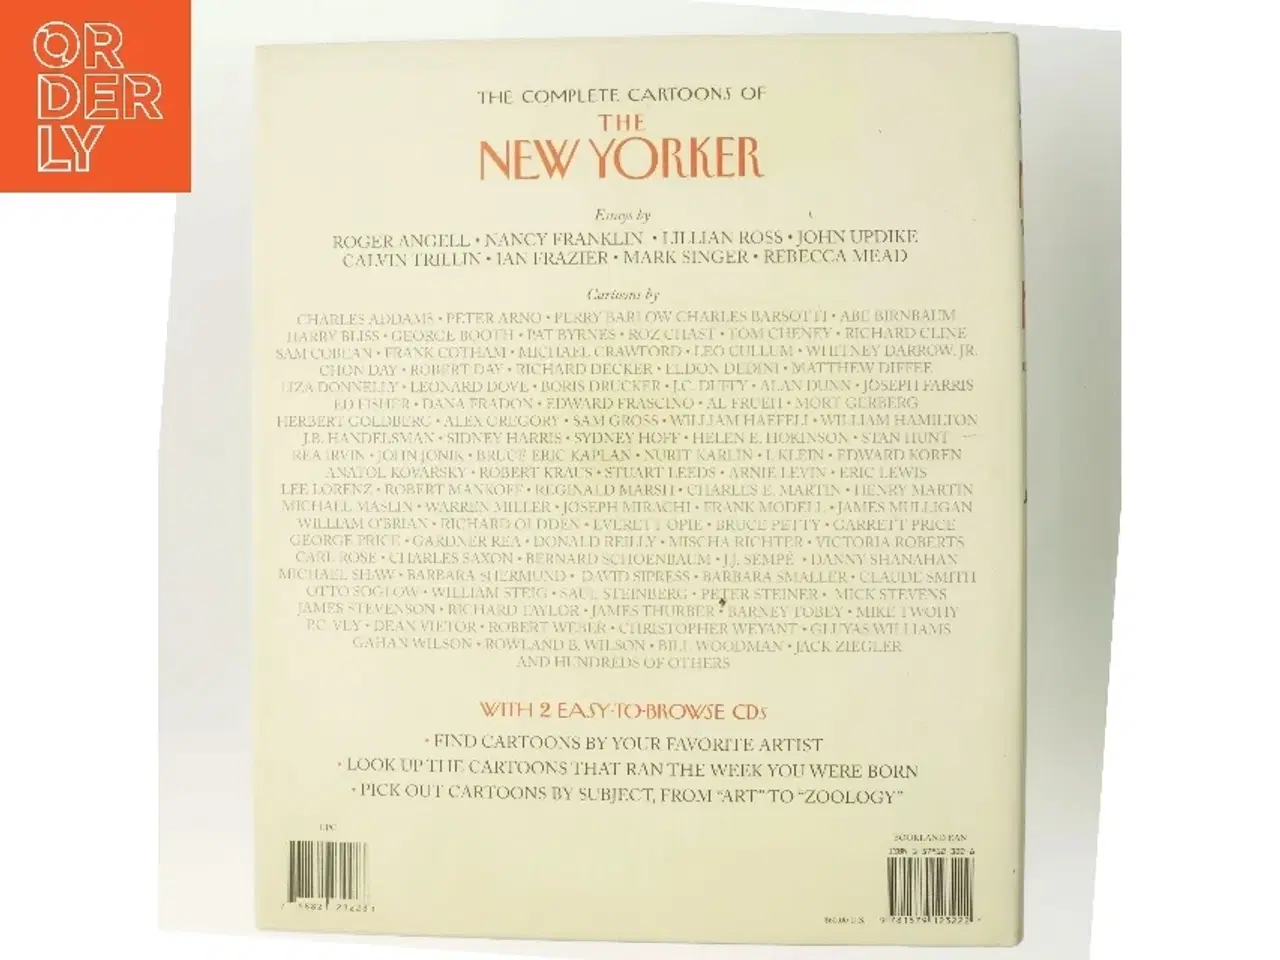 ORDERLY
THE COMPLETE CARTOONS OF
THE
NEW YORKER
Essays by
ROGER ANGELL • NANCY FRANKLIN • LILLIAN ROSS • JOHN UPDIKE
CALVIN TRILLIN • IAN FRAZIER • MARK SINGER • REBECCA MEAD
Cartoons by
CHARLES ADDAMS • PETER ARNO • PERRY BARLOW CHARLES BARSOTTI • ABE BIRNBAUM
HARRY BLISS • GEORGE BOOTH • PAT BYRNES • ROZ CHAST • TOM CHENEY • RICHARD CLINE
SAM COBEAN • FRANK COTHAM • MICHAEL CRAWFORD • LEO CULLUM • WHITNEY DARROW, JR.
CHON DAY • ROBERT DAY • RICHARD DECKER • ELDON DEDINI • MATTHEW DIFFEE
LIZA DONNELLY • LEONARD DOVE • BORIS DRUCKER • J.C. DUFFY • ALAN DUNN • JOSEPH FARRIS
ED FISHER • DANA FRADON • EDWARD FRASCINO • AL FRUEH • MORT GERBERG
HERBERT GOLDBERG • ALEX GREGORY • SAM GROSS • WILLIAM HAEFELI • WILLIAM HAMILTON
J.B. HANDELSMAN • SIDNEY HARRIS • SYDNEY HOFF • HELEN E. HOKINSON • STAN HUNT
REA IRVIN • JOHN JONIK • BRUCE ERIC KAPLAN • NURIT KARLIN • I. KLEIN • EDWARD KOREN
ANATOL KOVARSKY • ROBERT KRAUS • STUART LEEDS • ARNIE LEVIN • ERIC LEWIS
LEE LORENZ • ROBERT MANKOFF • REGINALD MARSH • CHARLES E. MARTIN • HENRY MARTIN
MICHAEL MASLIN • WARREN MILLER • JOSEPH MIRACHI • FRANK MODELL • JAMES MULLIGAN
WILLIAM O'BRIAN • RICHARD OLDDEN • EVERETT OPIE • BRUCE PETTY • GARRETT PRICE
GEORGE PRICE • GARDNER REA • DONALD REILLY • MISCHA RICHTER • VICTORIA ROBERTS
CARL ROSE • CHARLES SAXON • BERNARD SCHOENBAUM • J.J. SEMPÉ • DANNY SHANAHAN
MICHAEL SHAW • BARBARA SHERMUND • DAVID SIPRESS • BARBARA SMALLER • CLAUDE SMITH
OTTO SOGLOW • WILLIAM STEIG • SAUL STEINBERG • PETER STEINER • MICK STEVENS
JAMES STEVENSON • RICHARD TAYLOR • JAMES THURBER • BARNEY TOBEY • MIKE TWOHY
P.C. VEY • DEAN VIETOR • ROBERT WEBER • CHRISTOPHER WEYANT • GLUYAS WILLIAMS
GAHAN WILSON • ROWLAND B. WILSON • BILL WOODMAN • JACK ZIEGLER
AND HUNDREDS OF OTHERS
WITH 2 EASY-TO-BROWSE CDs
• FIND CARTOONS BY YOUR FAVORITE ARTIST
• LOOK UP THE CARTOONS THAT RAN THE WEEK YOU WERE BORN
• PICK OUT CARTOONS BY SUBJECT, FROM "ART" TO "ZOOLOGY"
UPC
BOOKLAND EAN